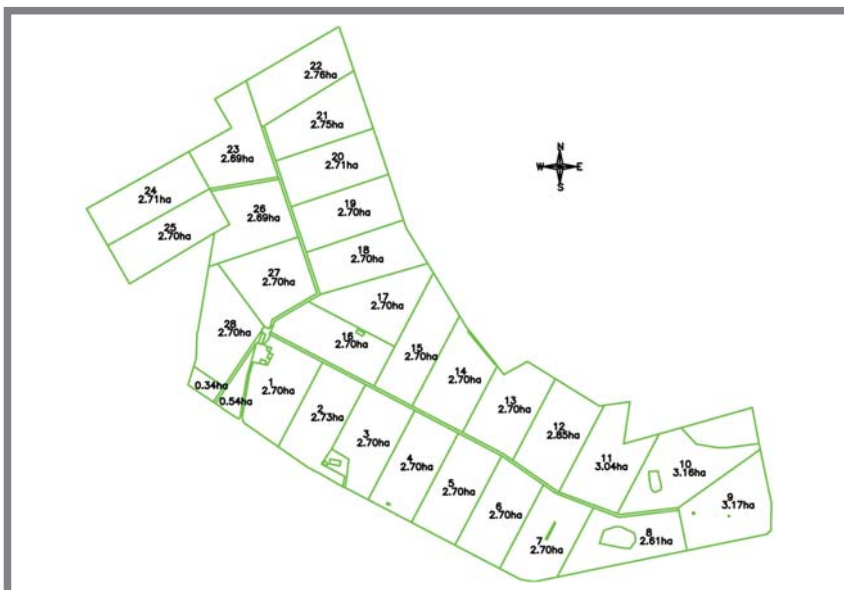 22
2.76ha
21
2.75ha
20
2.71ha
19
2.70ha
18
2.70ha
23
2.69ha
24
2.71ha
25
2.70ha
26
2.69ha
27
2.70ha
28
2.70ha
0.34ha
0.54ha
17
2.70ha
16
2.70ha
15
2.70ha
14
2.70ha
13
2.70ha
12
2.85ha
11
3.04ha
10
3.16ha
9
3.17ha
1
2.70ha
2
2.73ha
3
2.70ha
4
2.70ha
5
2.70ha
6
2.70ha
7
2.70ha
8
2.61ha
N
W E
S